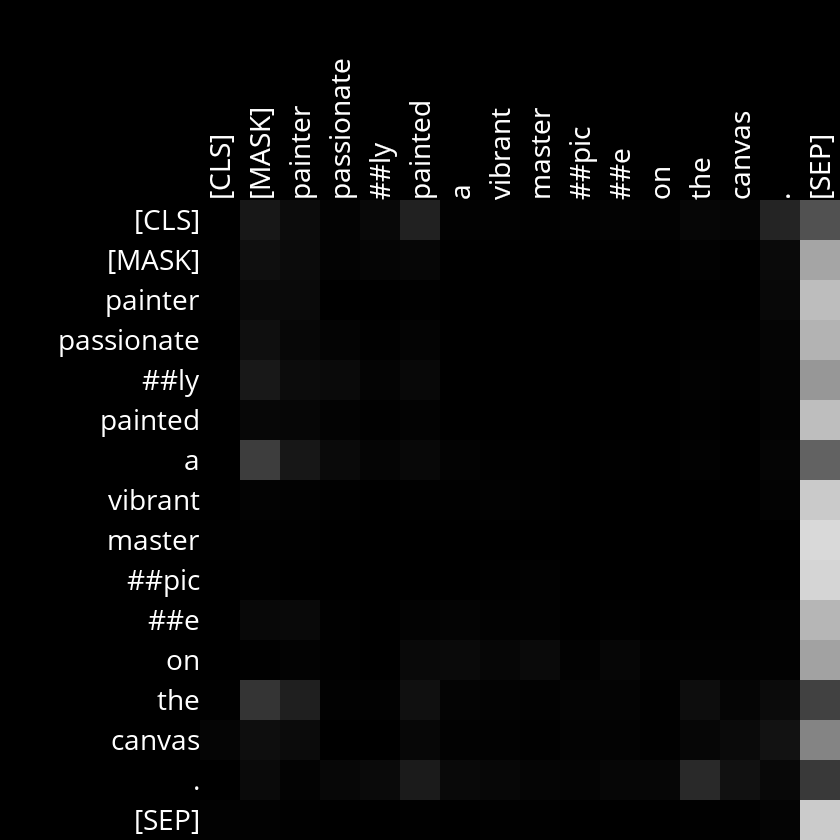 [CLS] [MASK] painter passionate ##ly painted a vibrant master ##pic ##e on the canvas . [SEP]
[CLS]
[MASK]
painter
passionate
##ly
painted
a
vibrant
master
##pic
##e
on
the
canvas
.
[SEP]